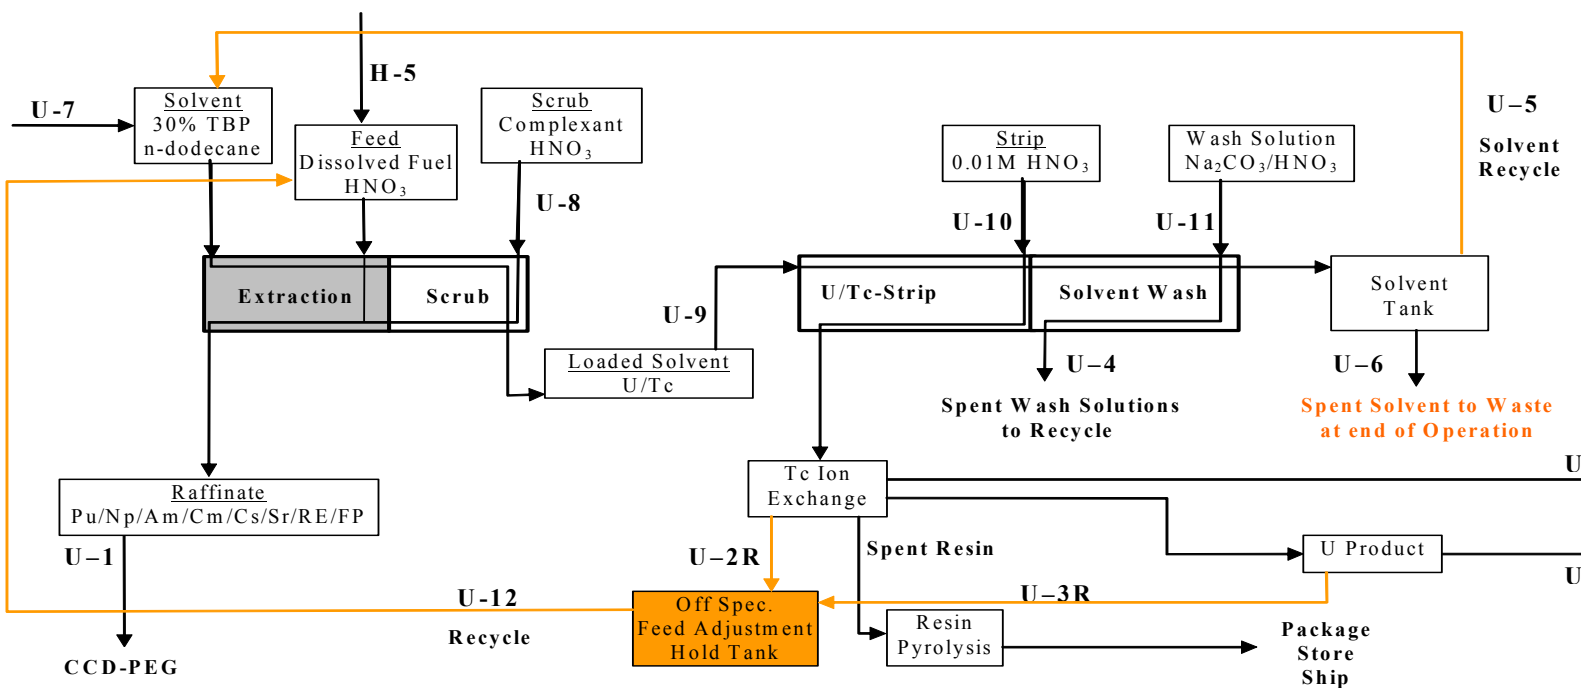 H-5
U-7
Solvent
30% TBP
n-dodecane
Feed
Dissolved Fuel
HNO₃
Scrub
Complexant
HNO₃
U-8
Strip
0.01M HNO₃
U-10
Wash Solution
Na₂CO₃/HNO₃
U-11
U–5
Solvent
Recycle
Extraction
Scrub
U-9
U/Tc-Strip
Solvent Wash
Solvent
Tank
Loaded Solvent
U/Tc
U–4
Spent Wash Solutions
to Recycle
U–6
Spent Solvent to Waste
at end of Operation
Raffinate
Pu/Np/Am/Cm/Cs/Sr/RE/FP
U–1
CCD-PEG
Tc Ion
Exchange
U
U–2R
Spent Resin
U Product
U
U-12
Recycle
Off Spec.
Feed Adjustment
Hold Tank
U–3R
Resin
Pyrolysis
Package
Store
Ship